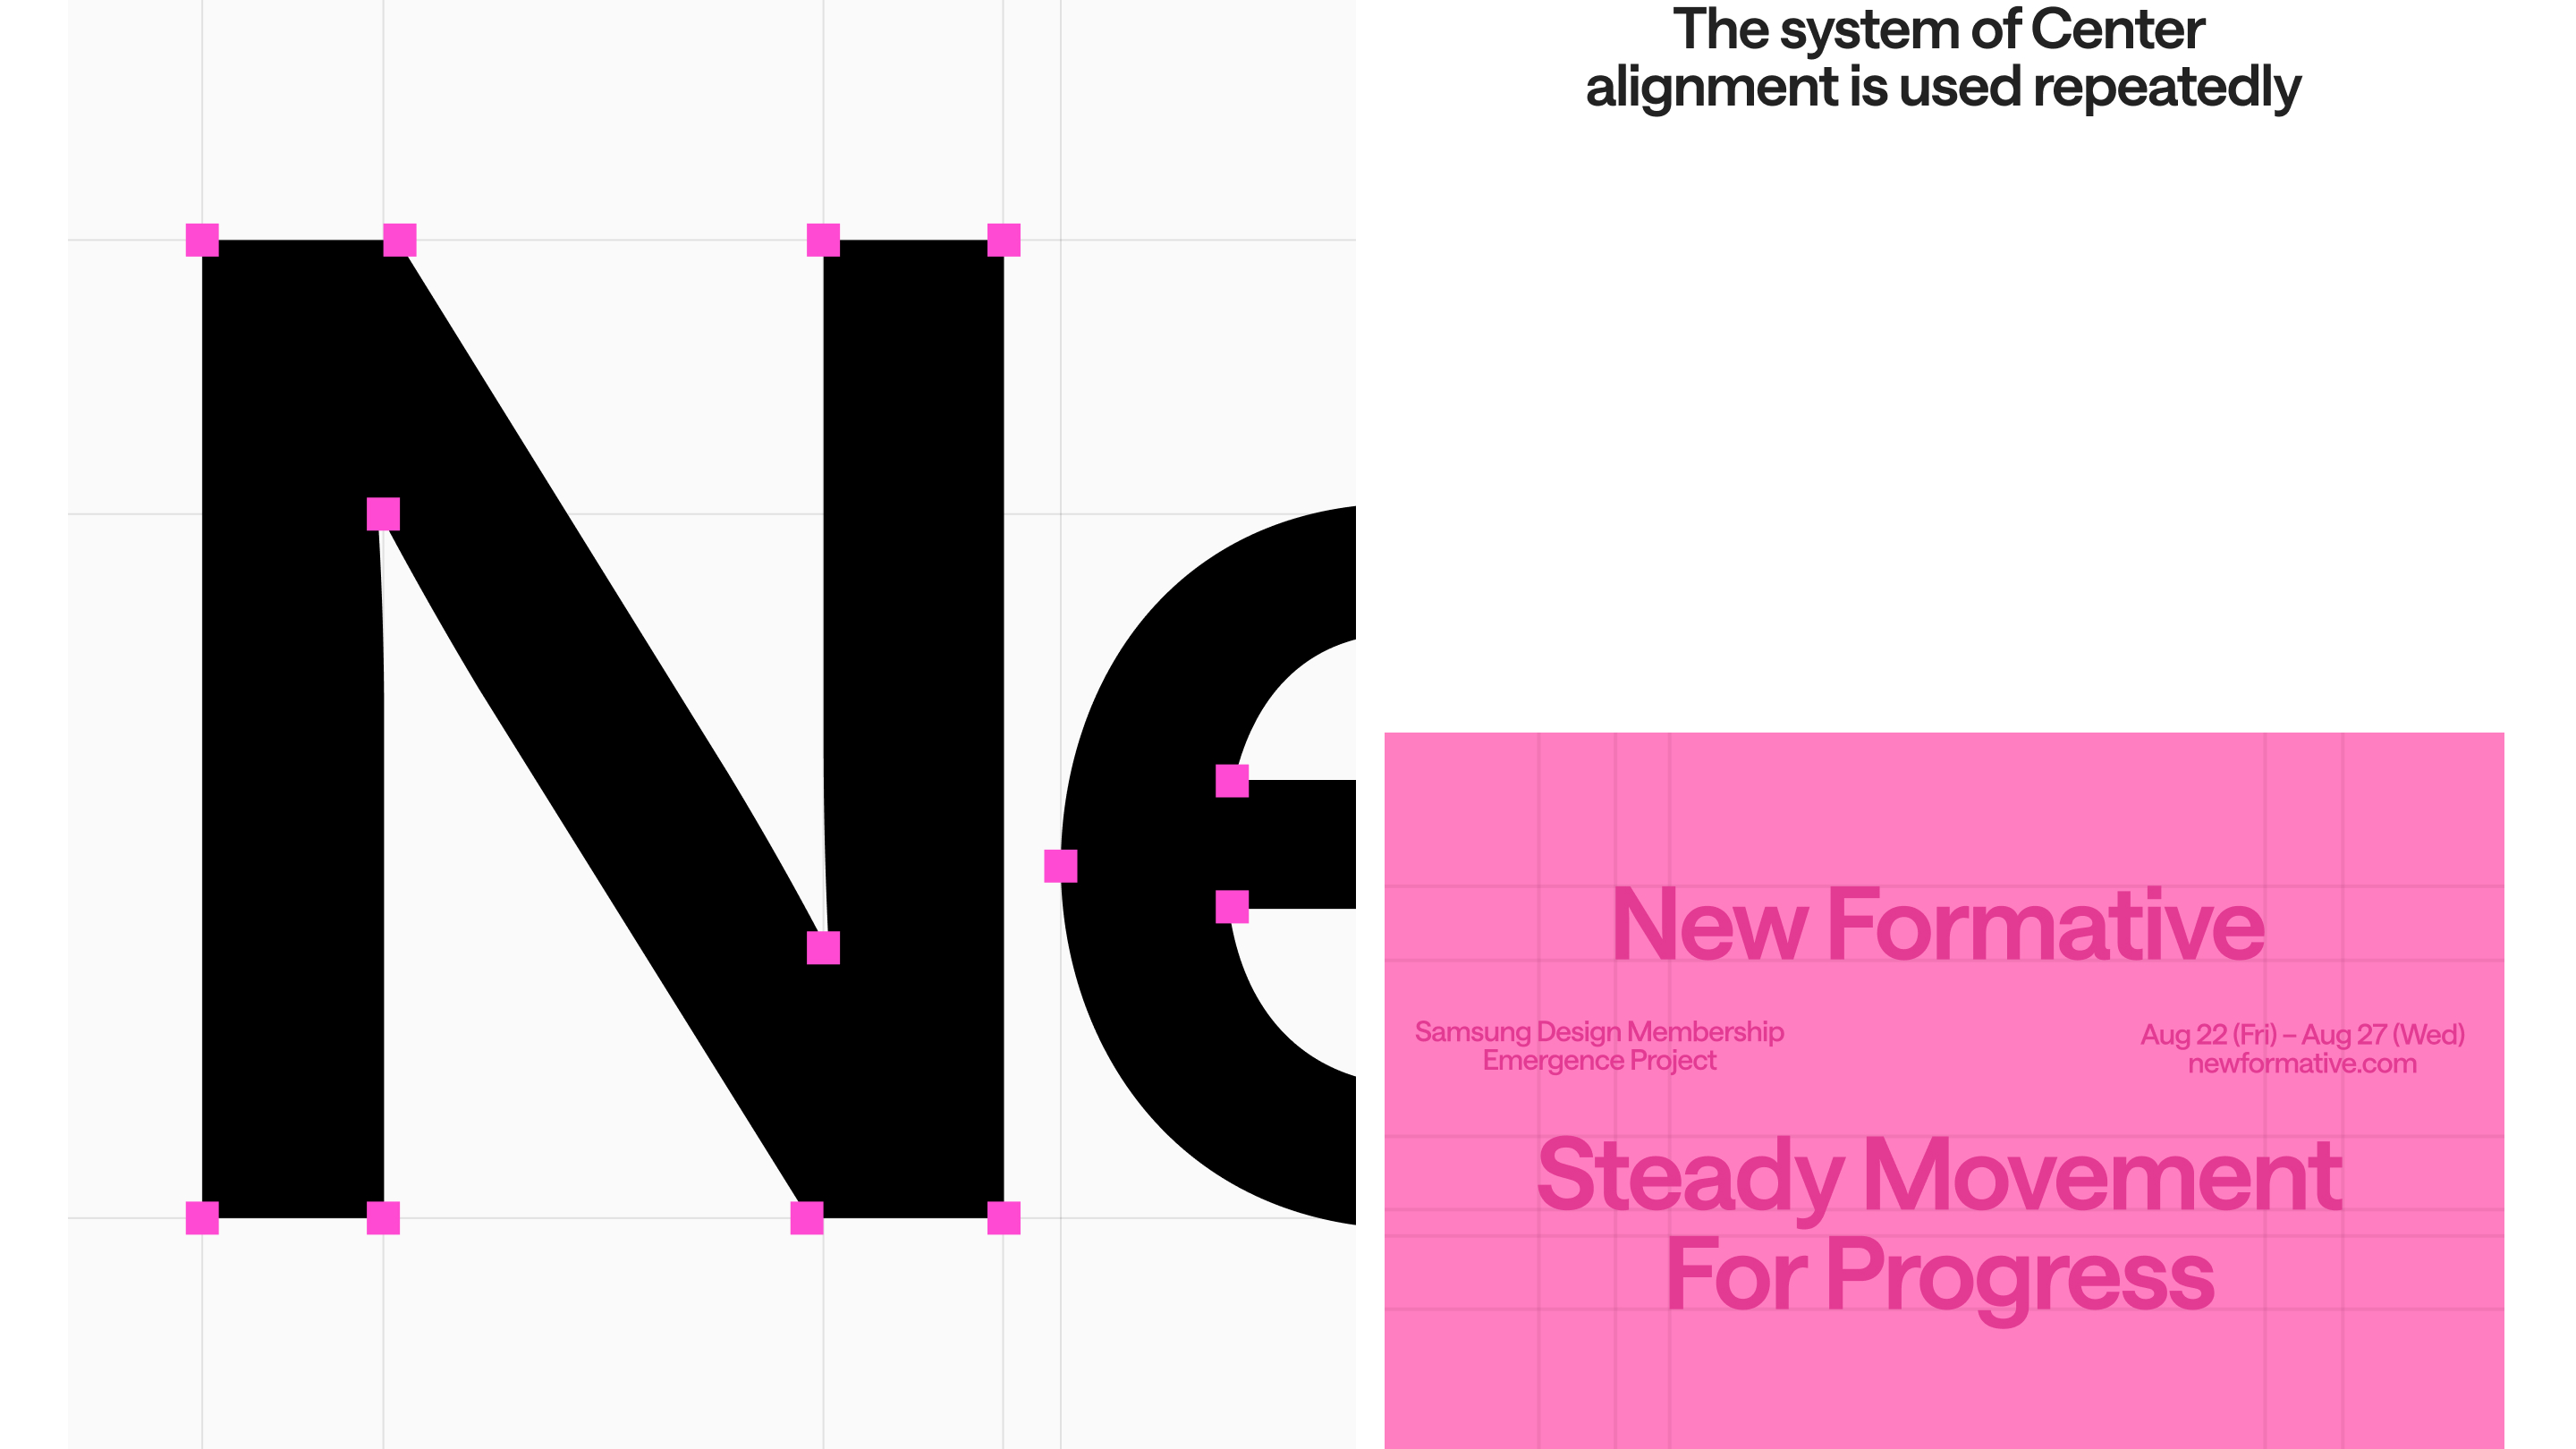 Ne
The system of Center
alignment is used repeatedly
New Formative
Samsung Design Membership
Emergence Project
Aug 22 (Fri) – Aug 27 (Wed)
newformative.com
Steady Movement
For Progress